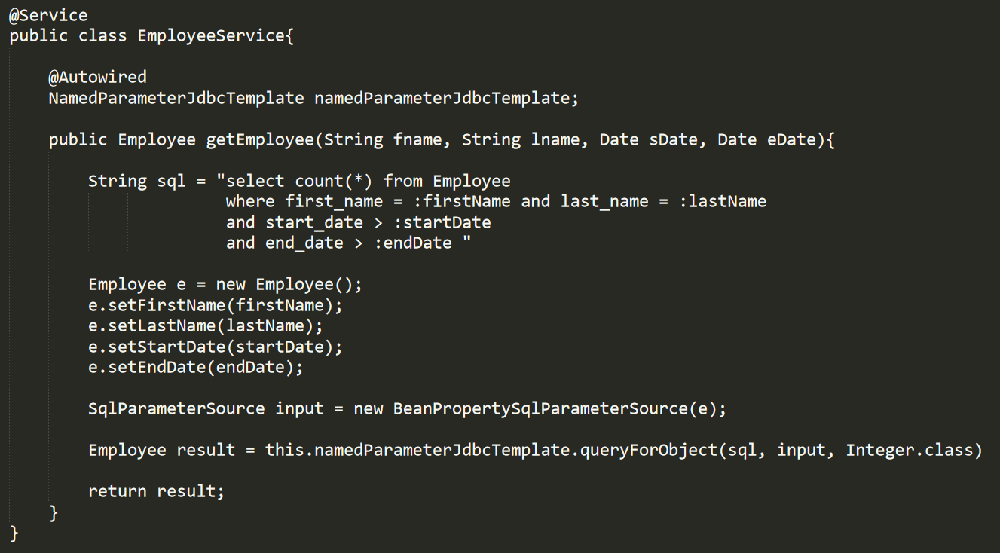 @Service
public class EmployeeService{
@Autowired
NamedParameterJdbcTemplate namedParameterJdbcTemplate;
public Employee getEmployee(String fname, String lname, Date sDate, Date eDate){
String sql = "select count(*) from Employee
where first_name = :firstName and last_name = :lastName
and start_date > :startDate
and end_date > :endDate "
Employee e = new Employee();
e.setFirstName(firstName);
e.setLastName(lastName);
e.setStartDate(startDate);
e.setEndDate(endDate);
SqlParameterSource input = new BeanPropertySqlParameterSource(e);
Employee result = this.namedParameterJdbcTemplate.queryForObject(sql, input, Integer.class)
return result;
}
}